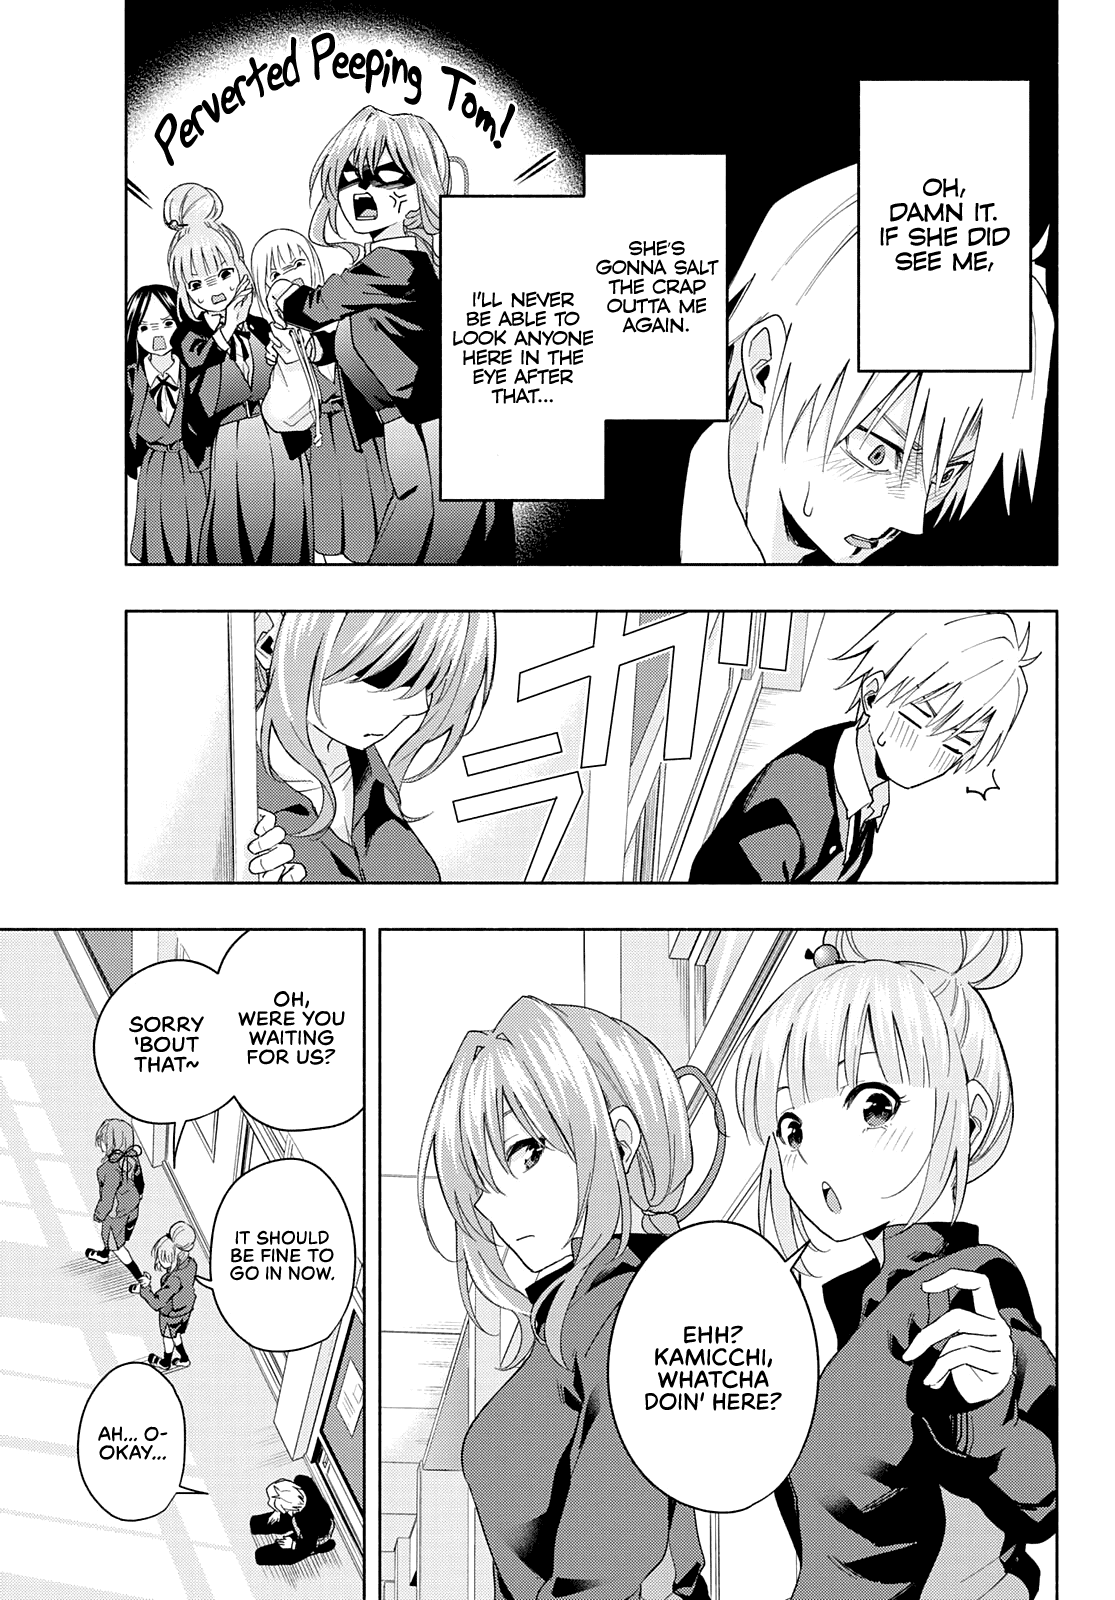 OH,
DAMN IT.
IF SHE DID
SEE ME,
SHE'S
GONNA SALT
THE CRAP
OUTTA ME
AGAIN.
I'LL NEVER
BE ABLE TO
LOOK ANYONE
HERE IN THE
EYE AFTER
THAT...
Perverted Peeping Tom!
ガラ
EHH?
KAMICCHI,
WHATCHA
DOIN' HERE?
OH,
WERE YOU
WAITING
FOR US?
SORRY
'BOUT
THAT~
IT SHOULD
BE FINE TO
GO IN NOW.
AH... O-
OKAY...